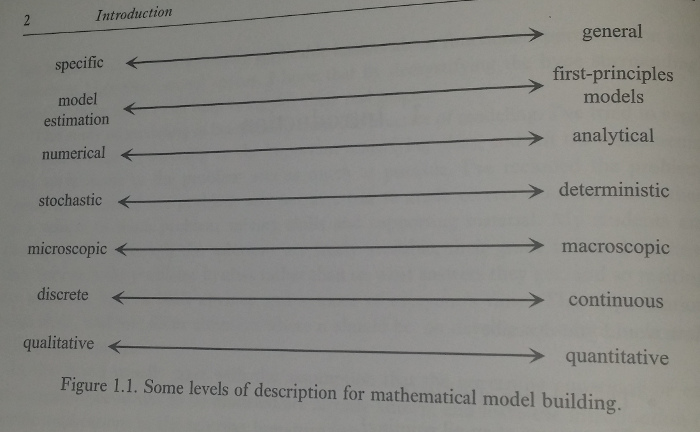 2 Introduction
specific general
model estimation first-principles models
numerical analytical
stochastic deterministic
microscopic macroscopic
discrete continuous
qualitative quantitative
Figure 1.1. Some levels of description for mathematical model building.